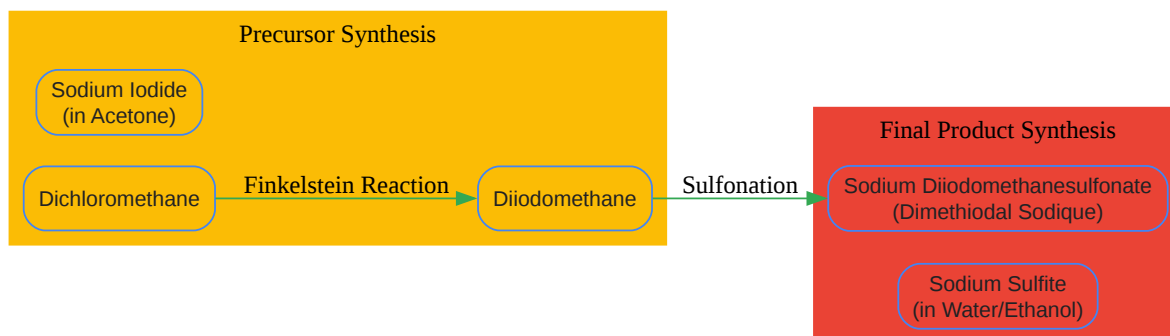 Precursor Synthesis
Sodium Iodide
(in Acetone)
Dichloromethane
Finkelstein Reaction
Diiodomethane
Sulfonation
Final Product Synthesis
Sodium Diiodomethanesulfonate
(Dimethiodal Sodique)
Sodium Sulfite
(in Water/Ethanol)